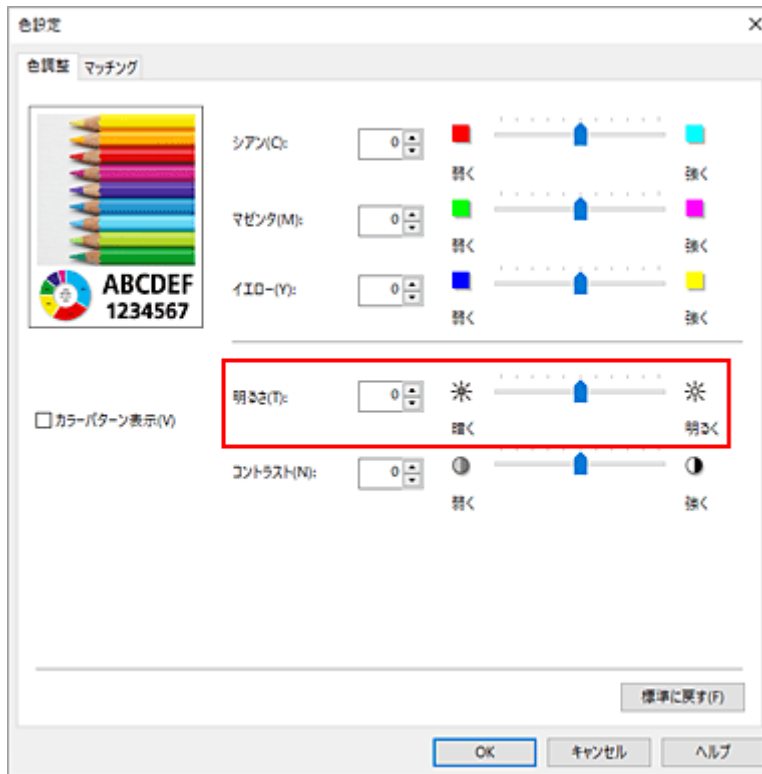 色設定
色調整 マッチング
シアン(C): 0
弱く 強く
マゼンタ(M): 0
弱く 強く
イエロー(Y): 0
弱く 強く
ABCDEF
1234567
明るさ(T): 0
暗く 明るく
カラーパターン表示(V)
コントラスト(N): 0
弱く 強く
標準に戻す(F)
OK キャンセル ヘルプ